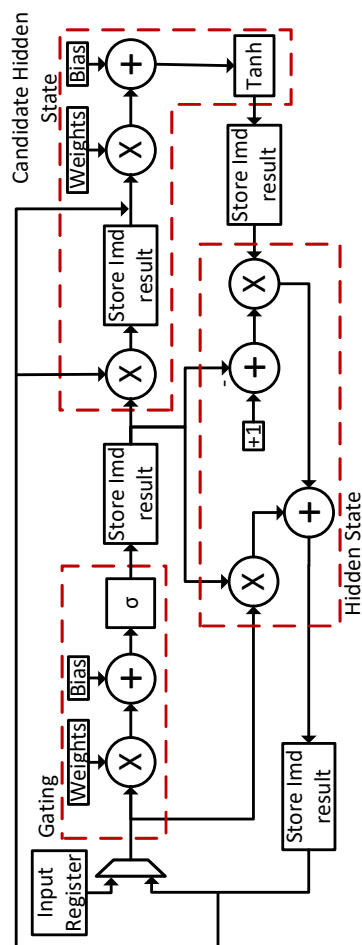 Candidate Hidden
State
Bias
+
Tanh
Weights
X
Store Imd
result
Store Imd
result
X
X
Store Imd
result
-
+
+1
σ
Bias
+
X
+
Weights
X
Gating
Hidden State
Input
Register
Store Imd
result